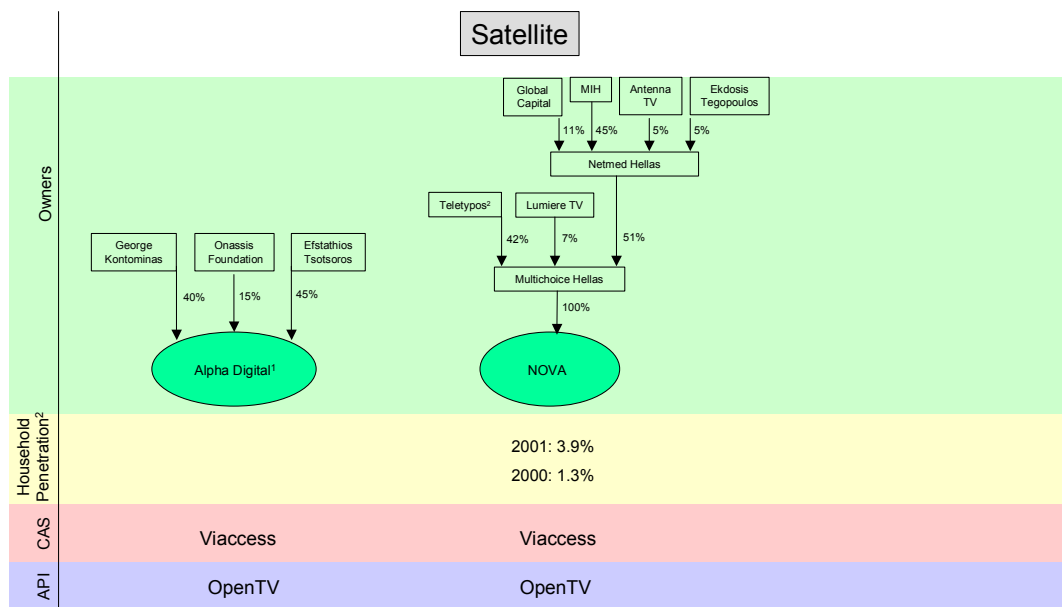 Satellite
Owners
Global
Capital
MIH
Antenna
TV
Ekdosis
Tegopoulos
11%
45%
5%
5%
Netmed Hellas
Teletypos²
Lumiere TV
42%
7%
51%
George
Kontominas
Onassis
Foundation
Efstathios
Tsotsoros
Multichoice Hellas
40%
15%
45%
100%
Alpha Digital¹
NOVA
Household
Penetration²
2001: 3.9%
2000: 1.3%
CAS
Viaccess
Viaccess
API
OpenTV
OpenTV